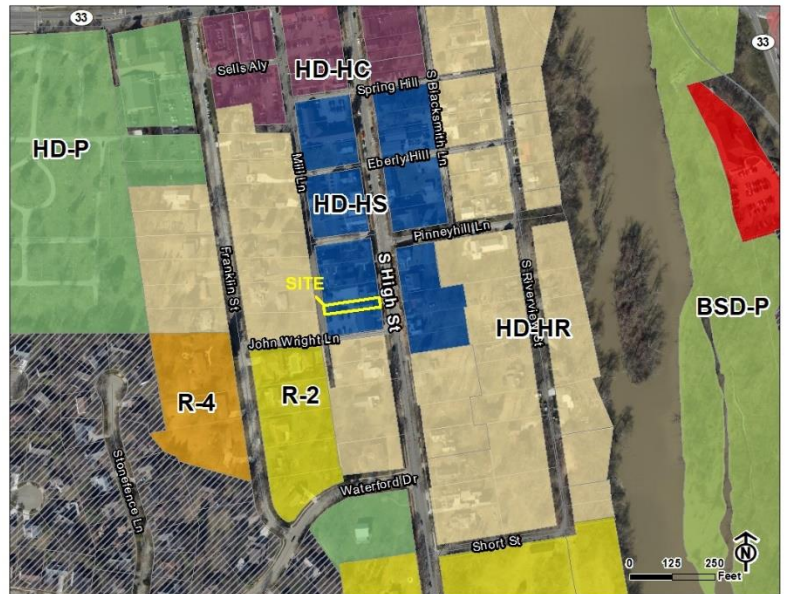 33
33
Sells Aly
HD-HC
Spring Hill
S Blacksmith Ln
HD-P
Mill Ln
Eberly Hill
HD-HS
Pinneyhill Ln
Franklin St
SITE
S High St
S Riverview St
BSD-P
HD-HR
John Wright Ln
R-4
R-2
Stonefence Ln
Waterford Dr
Short St
N
0 125 250
Feet